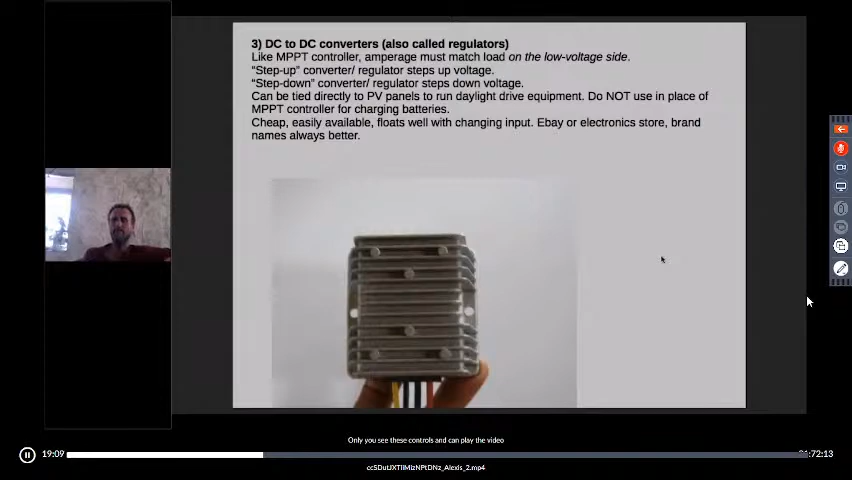 3) DC to DC converters (also called regulators)
Like MPPT controller, amperage must match load on the low-voltage side.
“Step-up” converter/ regulator steps up voltage.
“Step-down” converter/ regulator steps down voltage.
Can be tied directly to PV panels to run daylight drive equipment. Do NOT use in place of
MPPT controller for charging batteries.
Cheap, easily available, floats well with changing input. Ebay or electronics store, brand
names always better.
Only you see these controls and can play the video
19:09